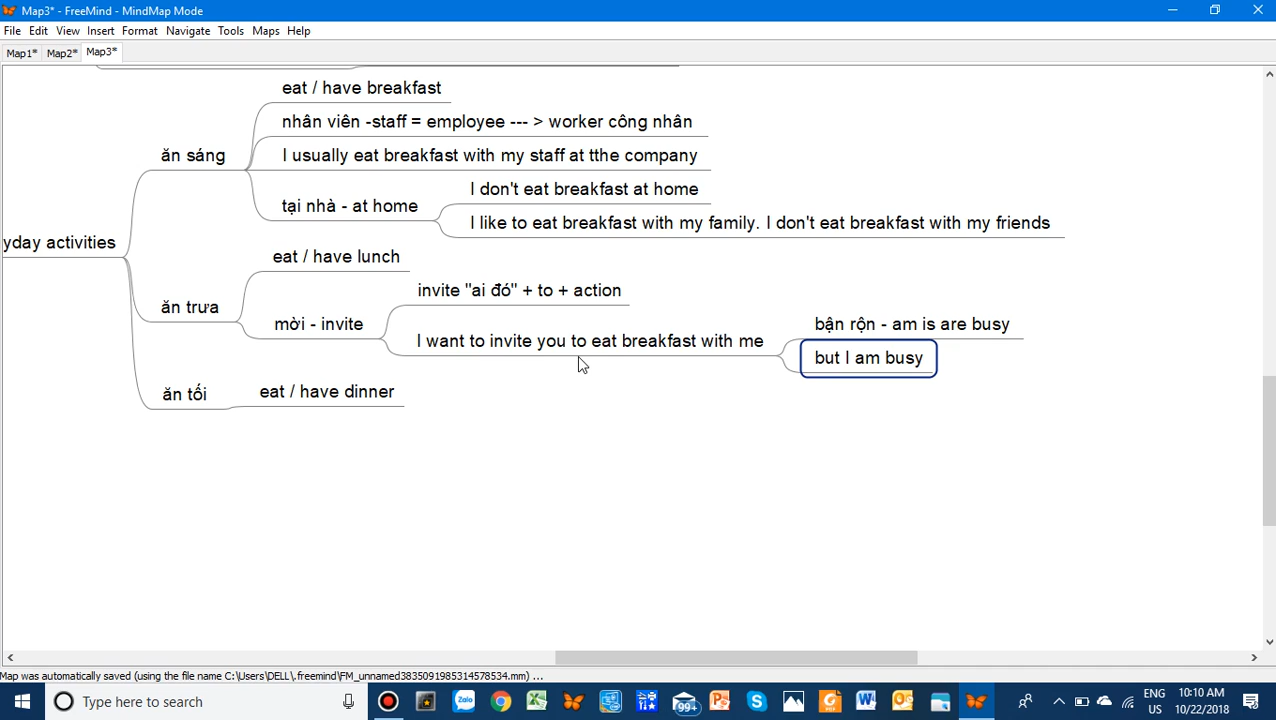 Map3* - FreeMind - MindMap Mode
File Edit View Insert Format Navigate Tools Maps Help
Map1* Map2* Map3*
eat / have breakfast
nhân viên -staff = employee --- > worker công nhân
ăn sáng
I usually eat breakfast with my staff at tthe company
I don't eat breakfast at home
tại nhà - at home
I like to eat breakfast with my family. I don't eat breakfast with my friends
yday activities
eat / have lunch
invite "ai đó" + to + action
ăn trưa
mời - invite
bận rộn - am is are busy
I want to invite you to eat breakfast with me
but I am busy
ăn tối
eat / have dinner
Map was automatically saved (using the file name C:\Users\DELL\.freemind\FM_unnamed3835091985314578534.mm) ...
Type here to search
Zalo
99+
ENG
US
10:10 AM
10/22/2018